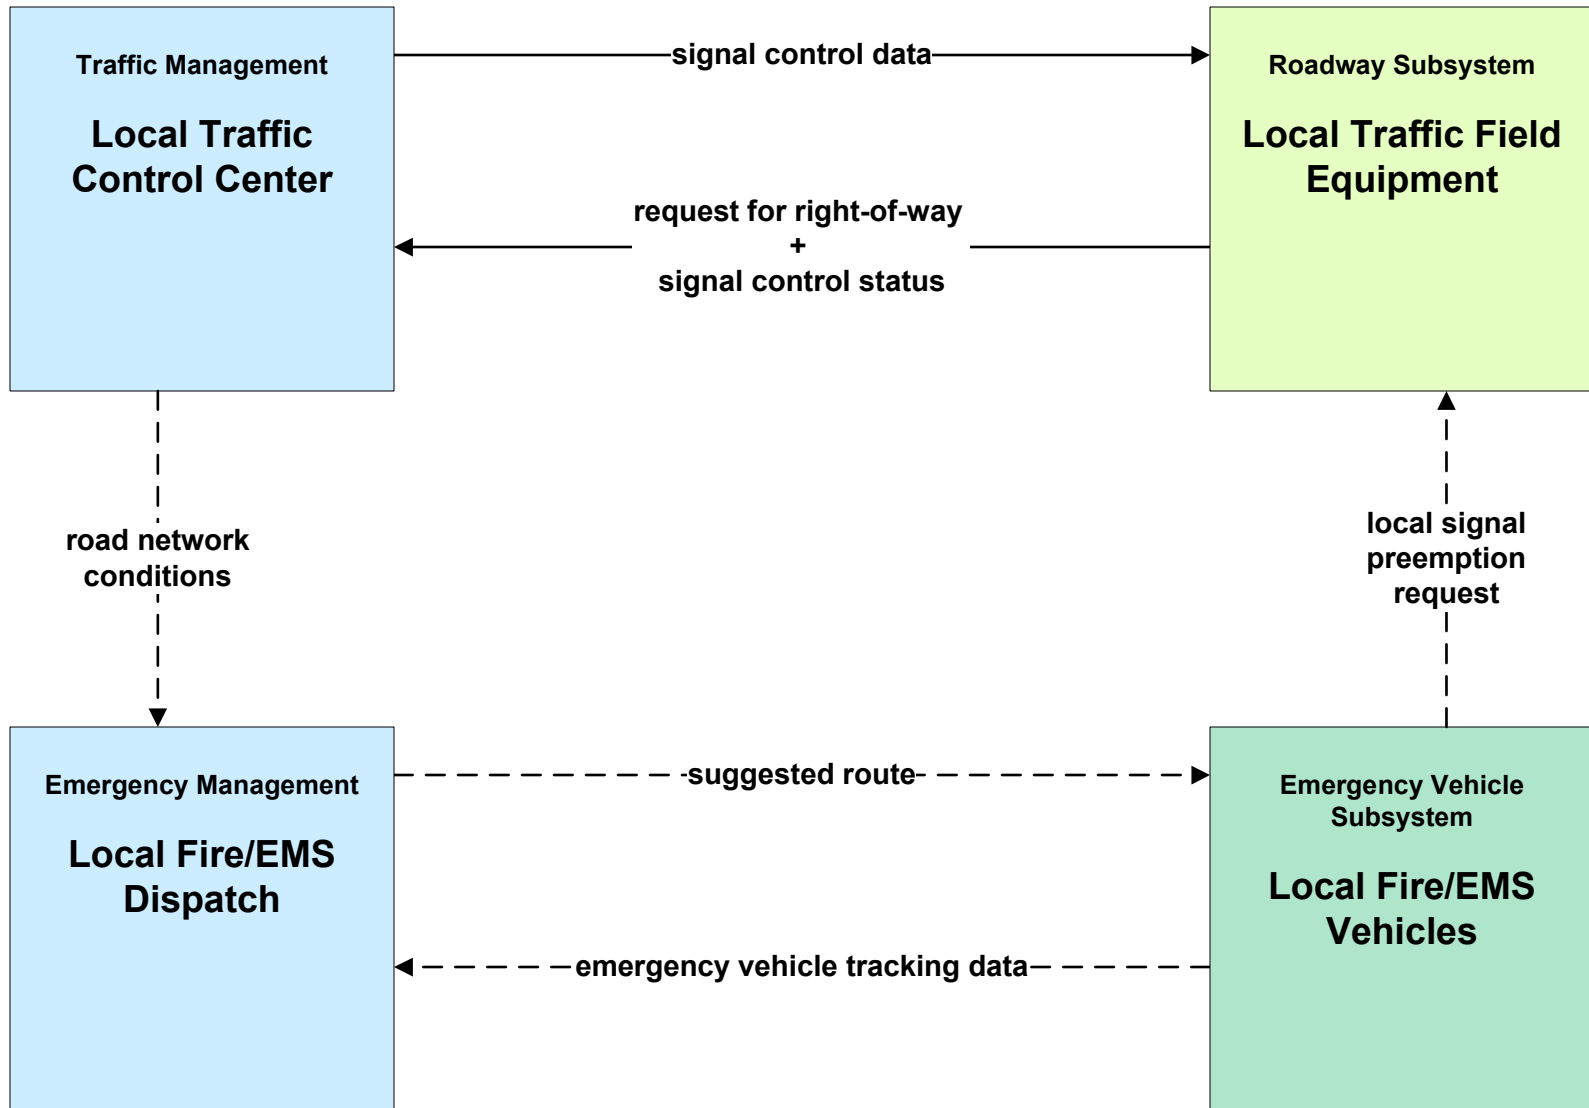 Traffic Management
Local Traffic
Control Center
signal control data
Roadway Subsystem
Local Traffic Field
Equipment
request for right-of-way
+
signal control status
road network
conditions
local signal
preemption
request
Emergency Management
Local Fire/EMS
Dispatch
suggested route
Emergency Vehicle
Subsystem
Local Fire/EMS
Vehicles
emergency vehicle tracking data